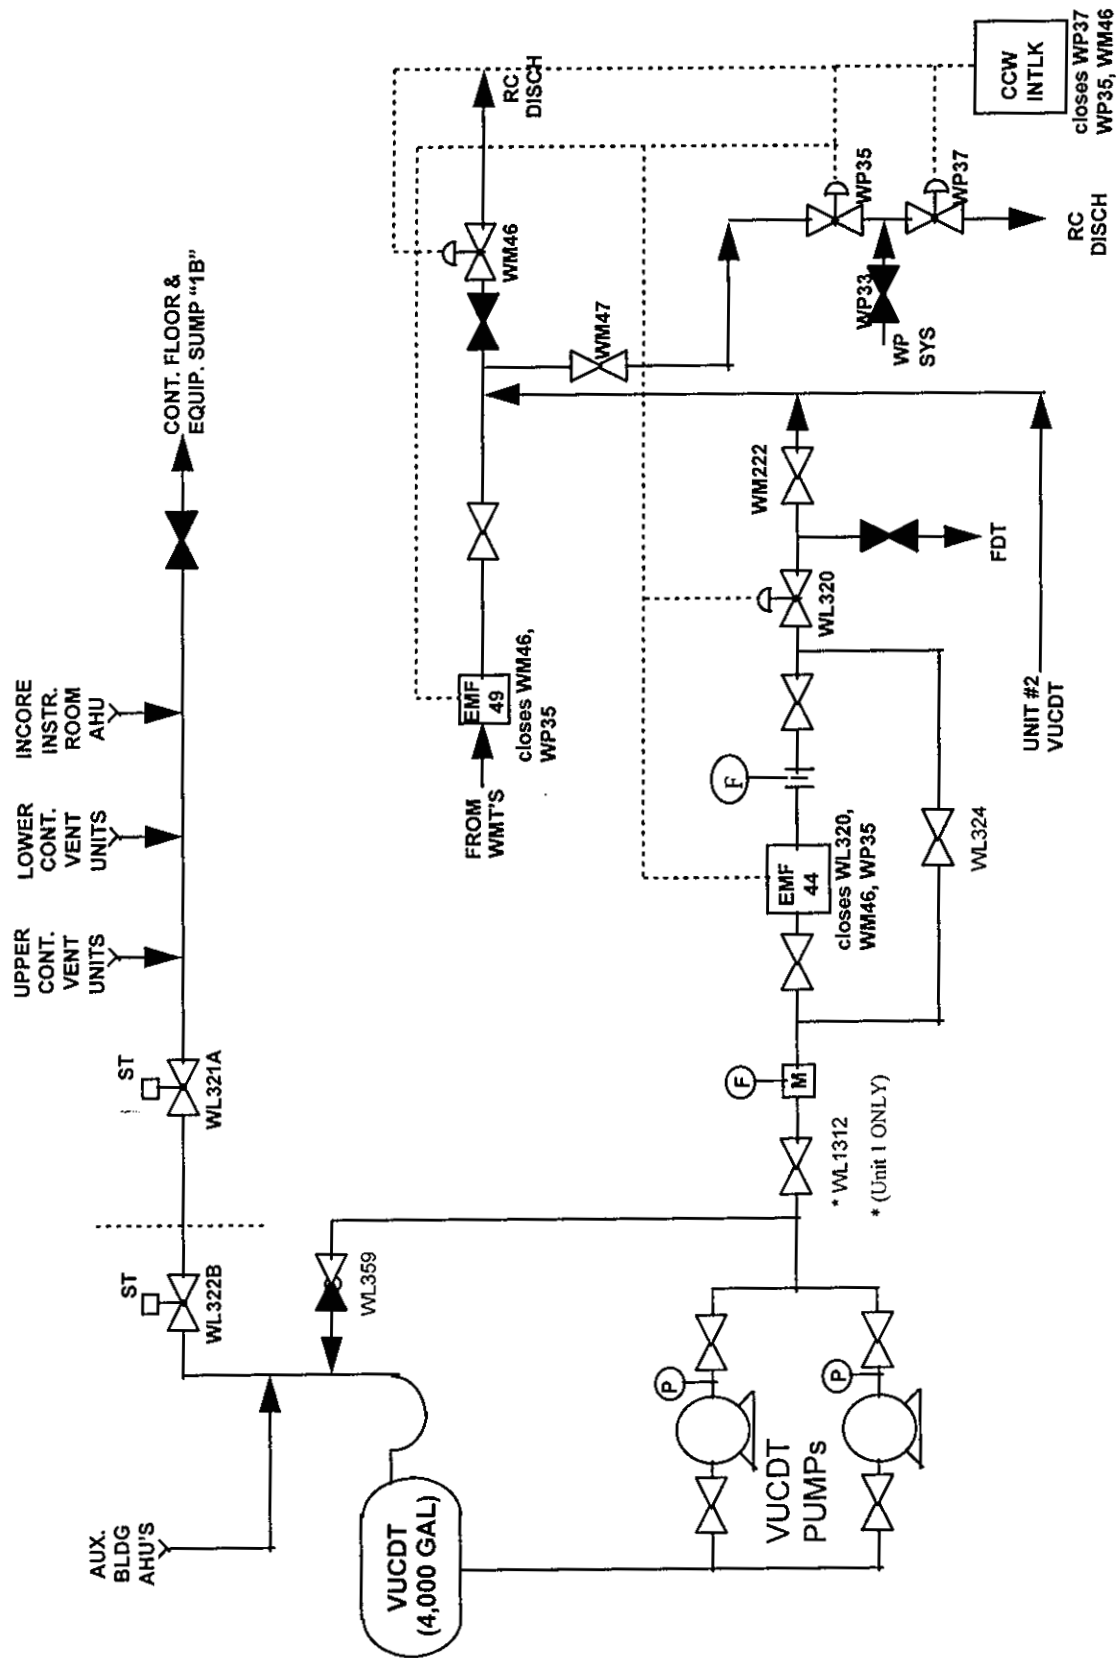 AUX.
BLDG
AHU'S
VUCDT
(4,000 GAL)
ST
WL322B
ST
WL321A
UPPER
CONT.
VENT
UNITS
LOWER
CONT.
VENT
UNITS
INCORE
INSTR.
ROOM
AHU
CONT. FLOOR &
EQUIP. SUMP "1B"
WL359
VUCDT
PUMPs
P
P
* WL1312
* (Unit 1 ONLY)
F
M
EMF
44
closes WL320,
WM46, WP35
F
WL324
WL320
FDT
WM222
UNIT #2
VUCDT
FROM
WMT'S
EMF
49
closes WM46,
WP35
WM47
WM46
RC
DISCH
WP33
WP
SYS
WP35
WP37
RC
DISCH
CCW
INTLK
closes WP37
WP35, WM46